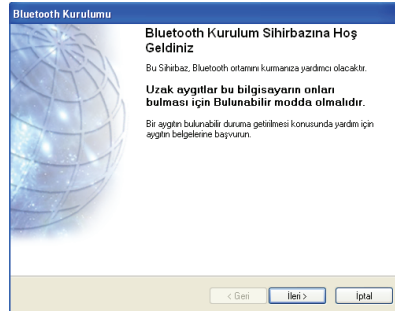 Bluetooth Kurulumu
Bluetooth Kurulum Sihirbazına Hoş
Geldiniz
Bu Sihirbaz, Bluetooth ortamını kurmanıza yardımcı olacaktır.
Uzak aygıtlar bu bilgisayarın onları
bulması için Bulunabilir modda olmalıdır.
Bir aygıtın bulunabilir duruma getirilmesi konusunda yardım için
aygıtın belgelerine başvurun.
< Geri
İleri >
İptal